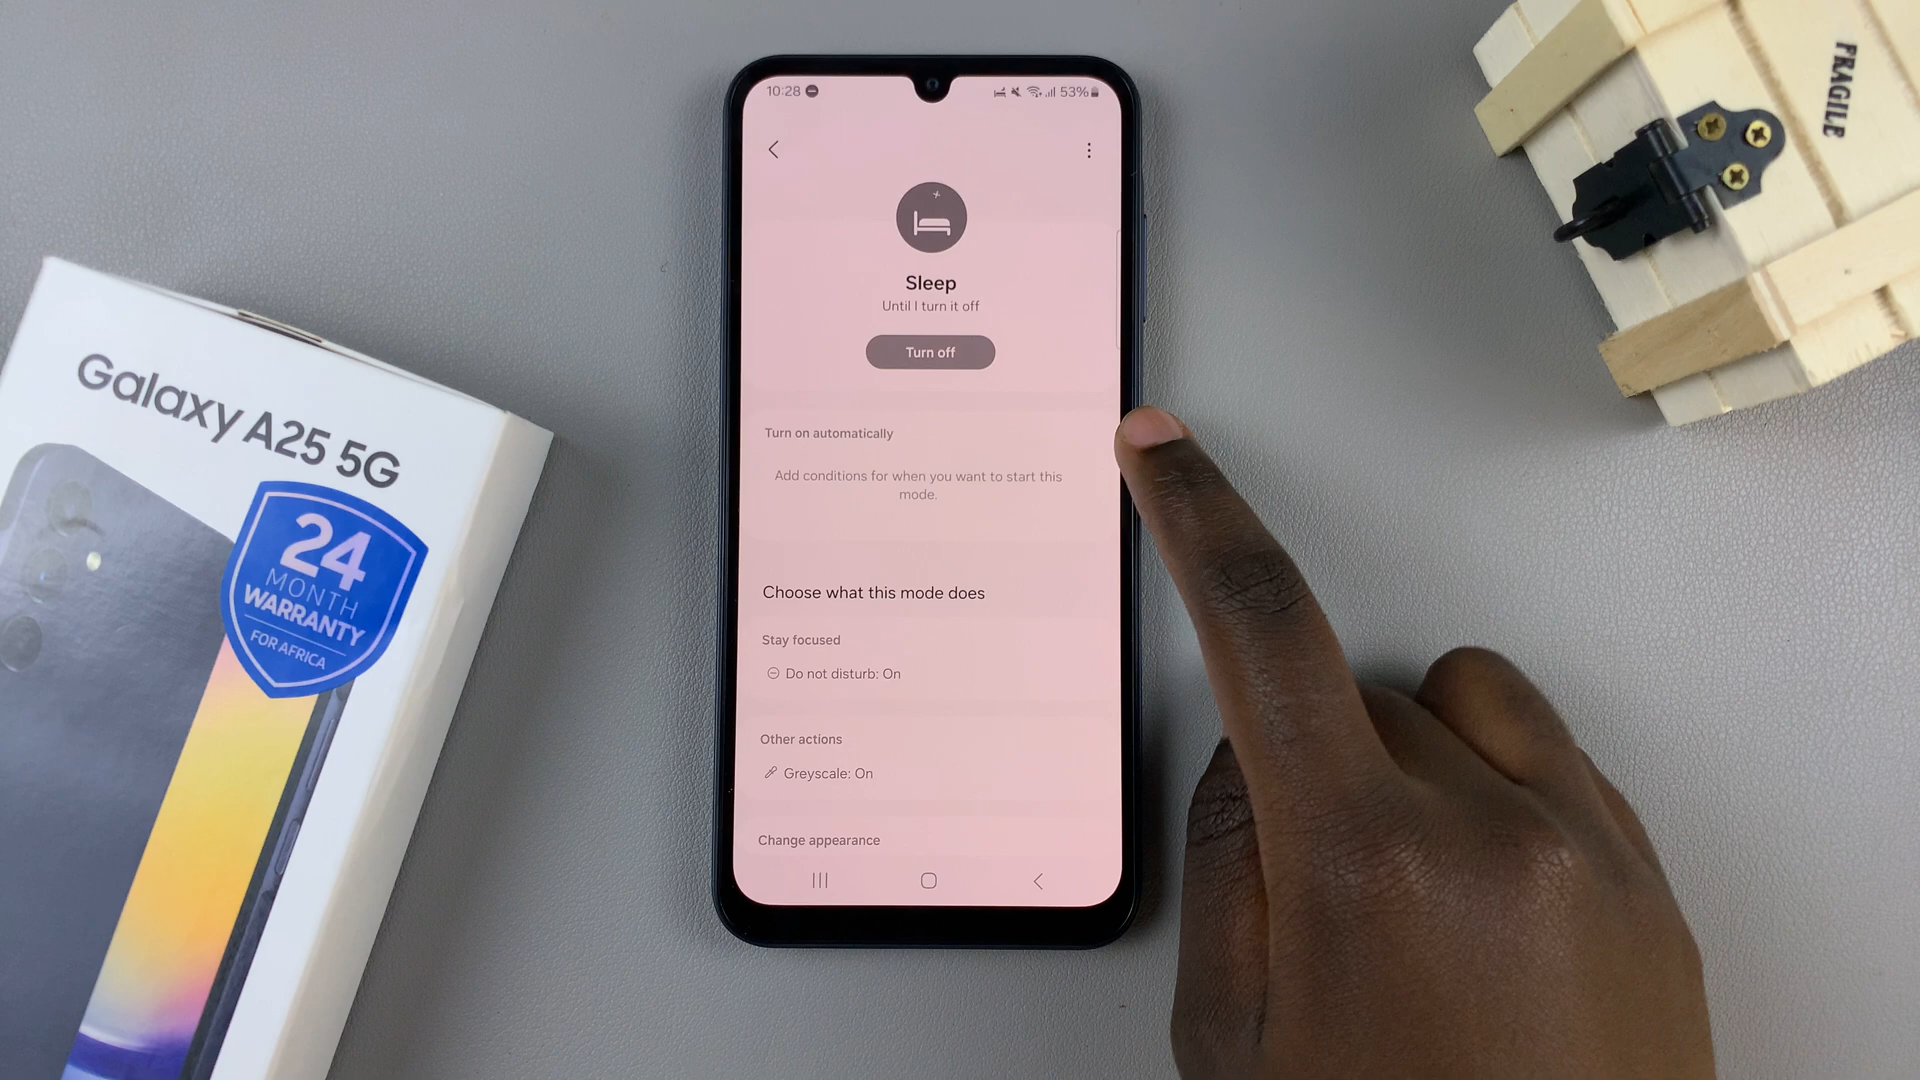 10:28
53%
Sleep
Until I turn it off
Turn off
Turn on automatically
Add conditions for when you want to start this
mode.
Choose what this mode does
Stay focused
Do not disturb: On
Other actions
Greyscale: On
Change appearance
Galaxy A25 5G
24
MONTH
WARRANTY
FOR AFRICA
FRAGILE